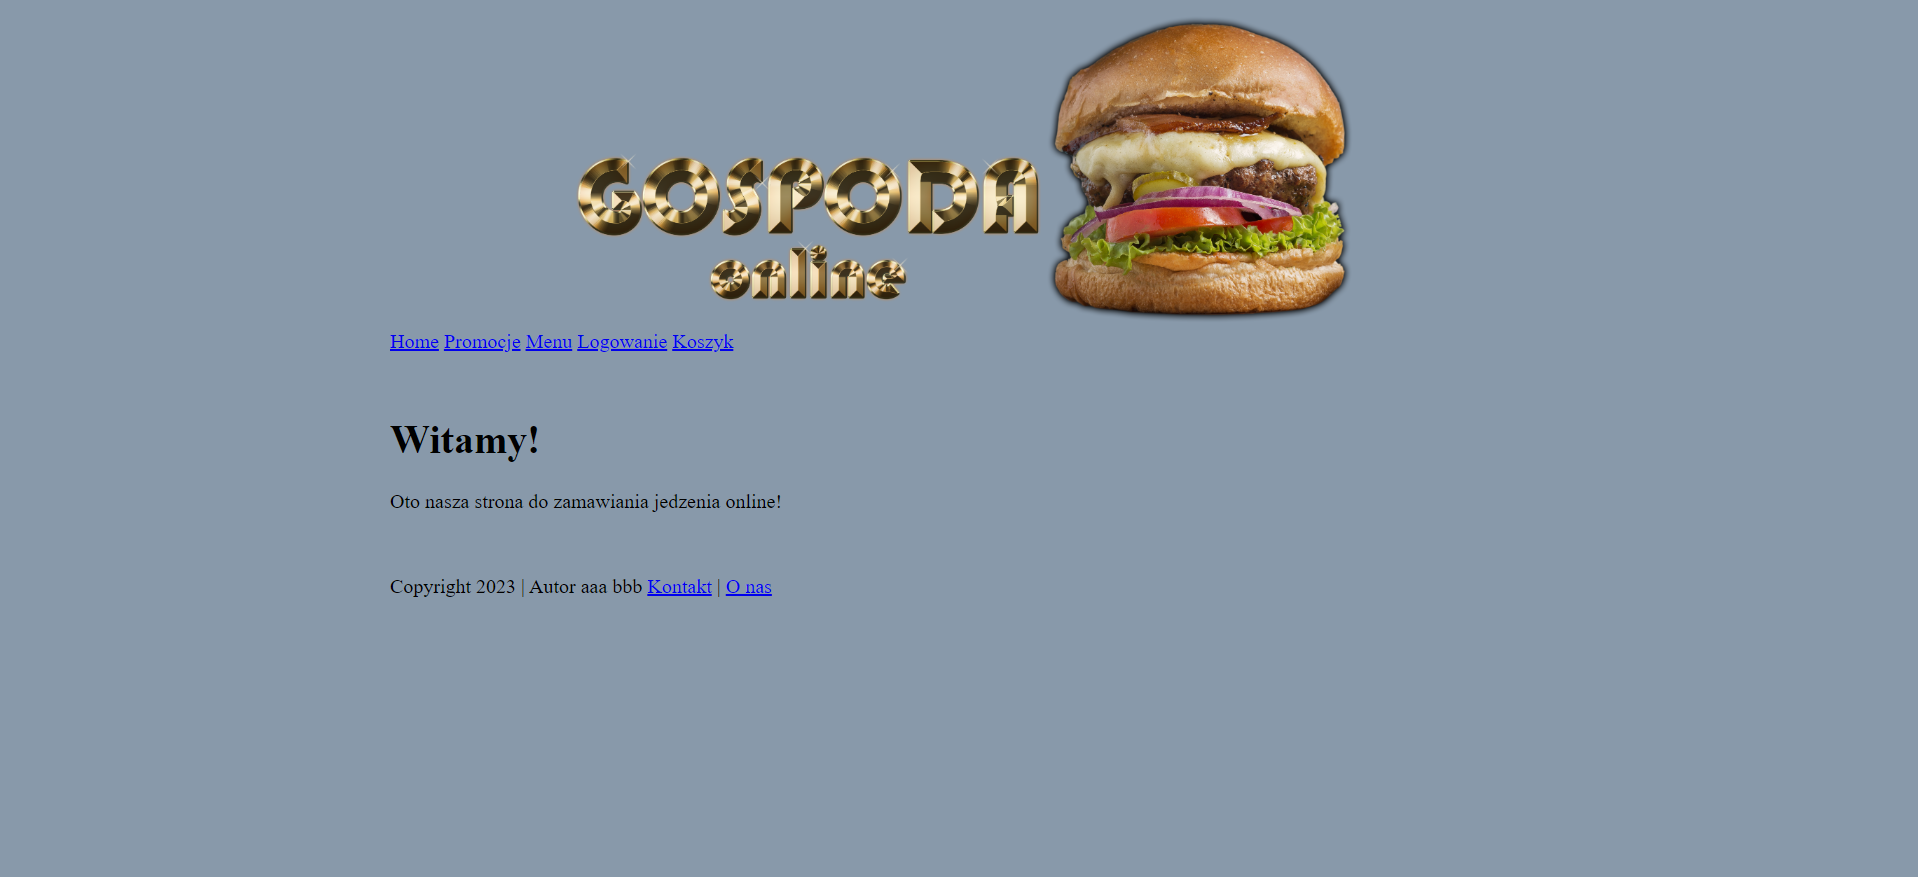 GOSPODA
online
Home Promocje Menu Logowanie Koszyk
Witamy!
Oto nasza strona do zamawiania jedzenia online!
Copyright 2023 | Autor aaa bbb Kontakt | O nas